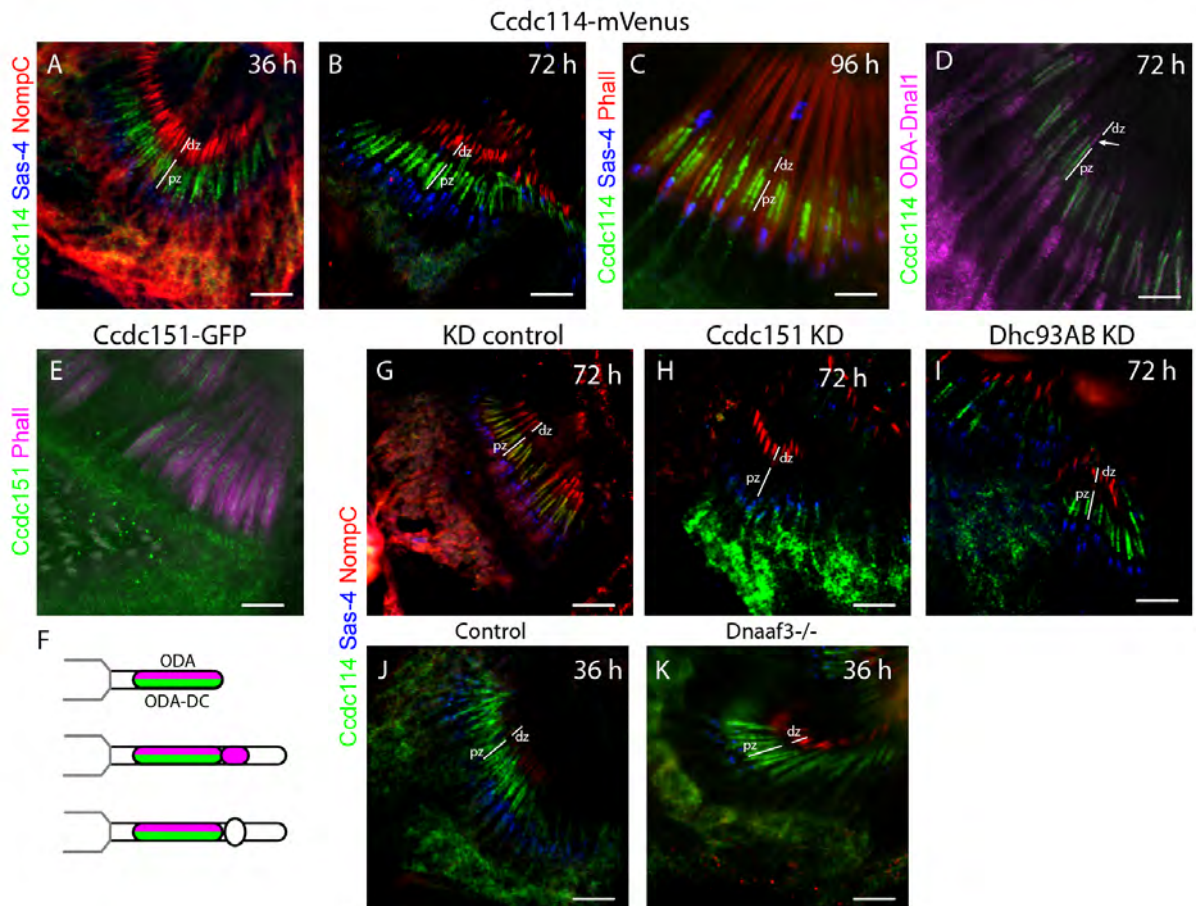 Ccdc114-mVenus
Ccdc114 Sas-4 NompC
A
36 h
dz
pz
B
72 h
dz
pz
Ccdc114 Sas-4 Phall
C
96 h
dz
pz
Ccdc114 ODA-Dnal1
D
72 h
dz
pz
Ccdc151-GFP
Ccdc151 Phall
E
KD control
Ccdc114 Sas-4 NompC
G
72 h
dz
pz
Ccdc151 KD
H
72 h
dz
pz
Dhc93AB KD
I
72 h
dz
pz
F
ODA
ODA-DC
Control
J
36 h
dz
pz
Dnaaf3-/-
K
36 h
dz
pz